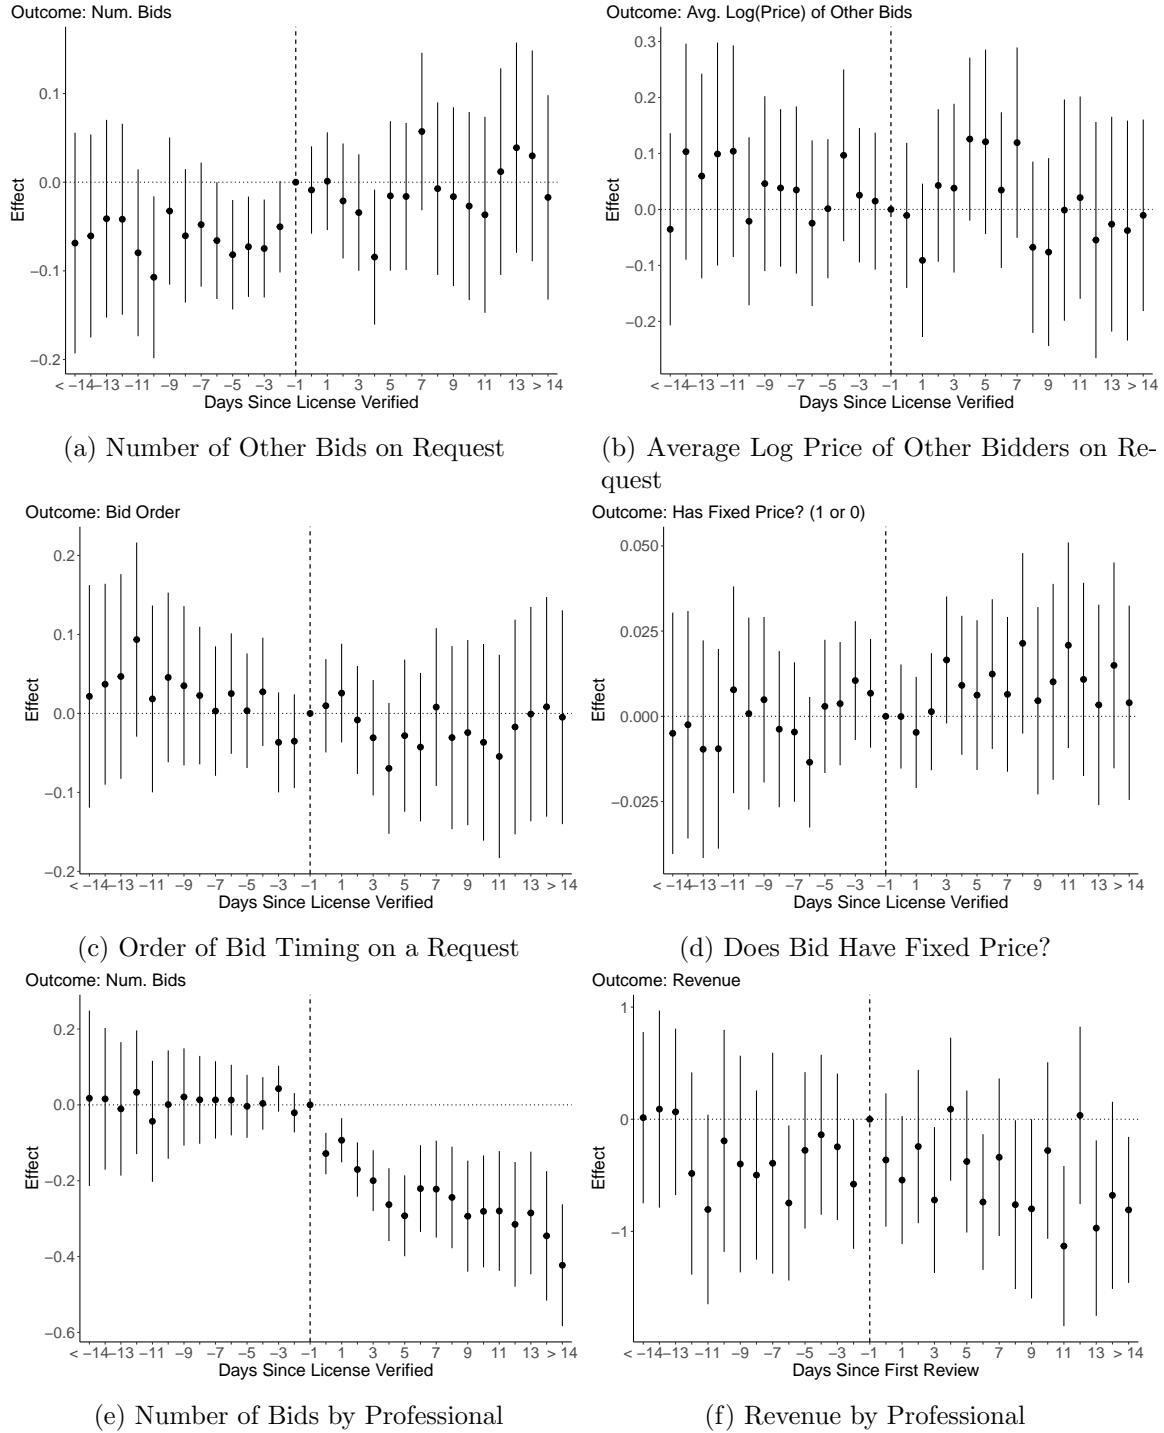 Outcome: Num. Bids
0.1
0.0
−0.1
−0.2
Effect
< −14 −13 −11 −9 −7 −5 −3 −1 1 3 5 7 9 11 13 > 14
Days Since License Verified
(a) Number of Other Bids on Request
Outcome: Avg. Log(Price) of Other Bids
0.3
0.2
0.1
0.0
−0.1
−0.2
Effect
< −14 −13 −11 −9 −7 −5 −3 −1 1 3 5 7 9 11 13 > 14
Days Since License Verified
(b) Average Log Price of Other Bidders on Re-
quest
Outcome: Bid Order
0.2
0.1
0.0
−0.1
−0.2
Effect
< −14 −13 −11 −9 −7 −5 −3 −1 1 3 5 7 9 11 13 > 14
Days Since License Verified
(c) Order of Bid Timing on a Request
Outcome: Has Fixed Price? (1 or 0)
0.050
0.025
0.000
−0.025
Effect
< −14 −13 −11 −9 −7 −5 −3 −1 1 3 5 7 9 11 13 > 14
Days Since License Verified
(d) Does Bid Have Fixed Price?
Outcome: Num. Bids
0.2
0.0
−0.2
−0.4
−0.6
Effect
< −14 −13 −11 −9 −7 −5 −3 −1 1 3 5 7 9 11 13 > 14
Days Since License Verified
(e) Number of Bids by Professional
Outcome: Revenue
1
0
−1
Effect
< −14 −13 −11 −9 −7 −5 −3 −1 1 3 5 7 9 11 13 > 14
Days Since First Review
(f) Revenue by Professional